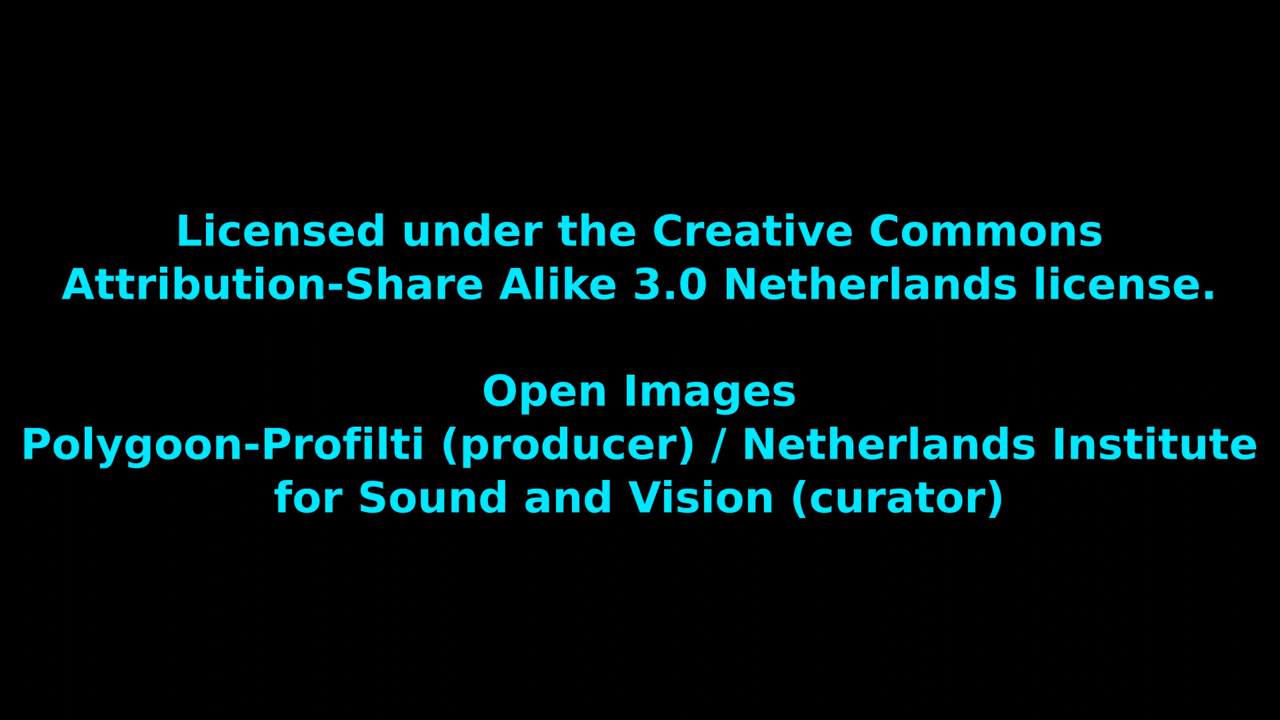 Licensed under the Creative Commons
Attribution-Share Alike 3.0 Netherlands license.
Open Images
Polygoon-Profilti (producer) / Netherlands Institute
for Sound and Vision (curator)